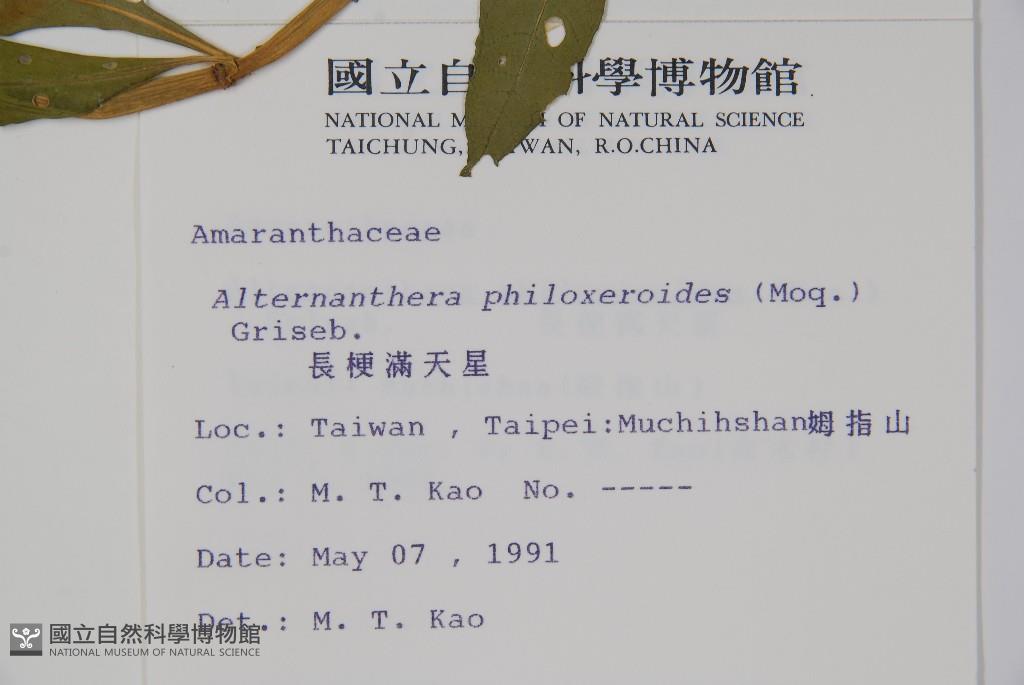 國立自 科學博物館
NATIONAL M OF NATURAL SCIENCE
TAICHUNG, WAN, R.O.CHINA
Amaranthaceae
Alternanthera philoxeroides (Moq.)
Griseb.
長梗滿天星
Loc.: Taiwan , Taipei:Muchihshan姆指山
Col.: M. T. Kao No. -----
Date: May 07 , 1991
Det.: M. T. Kao
國立自然科學博物館
NATIONAL MUSEUM OF NATURAL SCIENCE